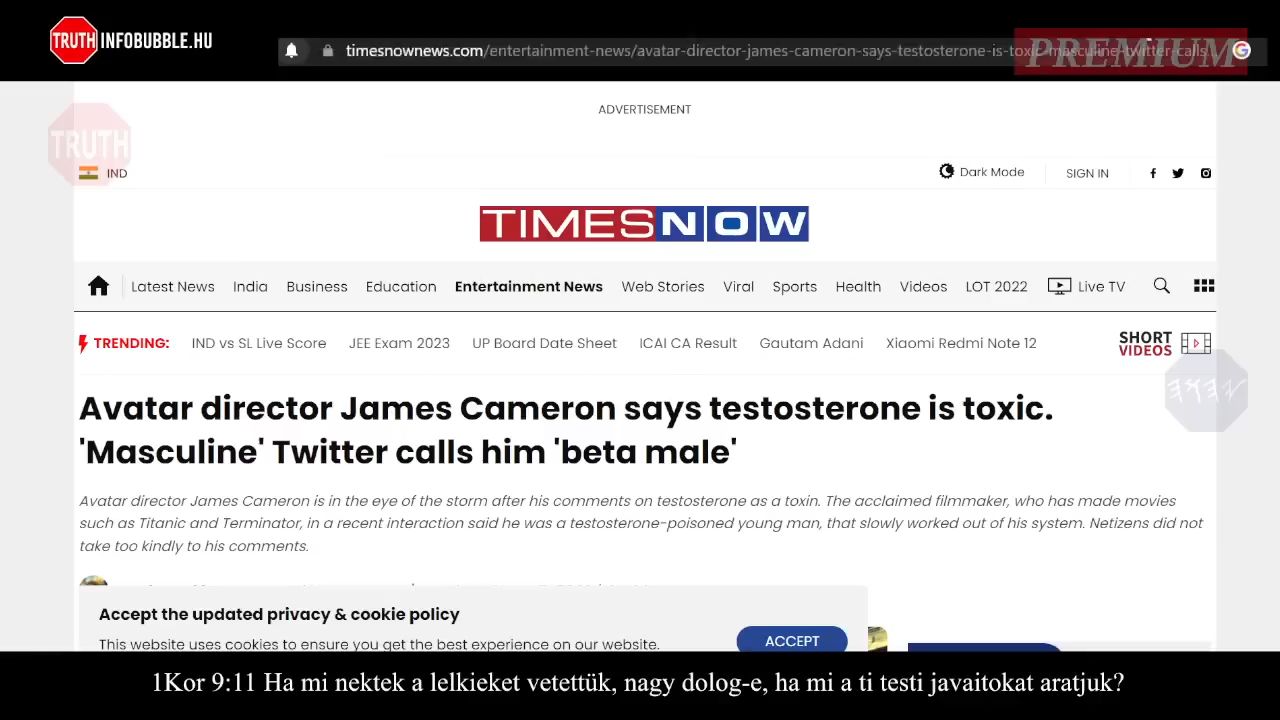 TRUTH INFOBUBBLE.HU
timesnownews.com/entertainment-news/avatar-director-james-cameron-says-testosterone-is-toxic-masculine-twitter-calls...
PREMIUM
ADVERTISEMENT
TRUTH
IND
Dark Mode
SIGN IN
TIMES NOW
Latest News India Business Education Entertainment News Web Stories Viral Sports Health Videos LOT 2022 Live TV
TRENDING: IND vs SL Live Score JEE Exam 2023 UP Board Date Sheet ICAI CA Result Gautam Adani Xiaomi Redmi Note 12
SHORT
VIDEOS
Avatar director James Cameron says testosterone is toxic.
'Masculine' Twitter calls him 'beta male'
Avatar director James Cameron is in the eye of the storm after his comments on testosterone as a toxin. The acclaimed filmmaker, who has made movies
such as Titanic and Terminator, in a recent interaction said he was a testosterone-poisoned young man, that slowly worked out of his system. Netizens did not
take too kindly to his comments.
Accept the updated privacy & cookie policy
This website uses cookies to ensure you get the best experience on our website.
ACCEPT
1Kor 9:11 Ha mi nektek a lelkieket vetettük, nagy dolog-e, ha mi a ti testi javaitokat aratjuk?